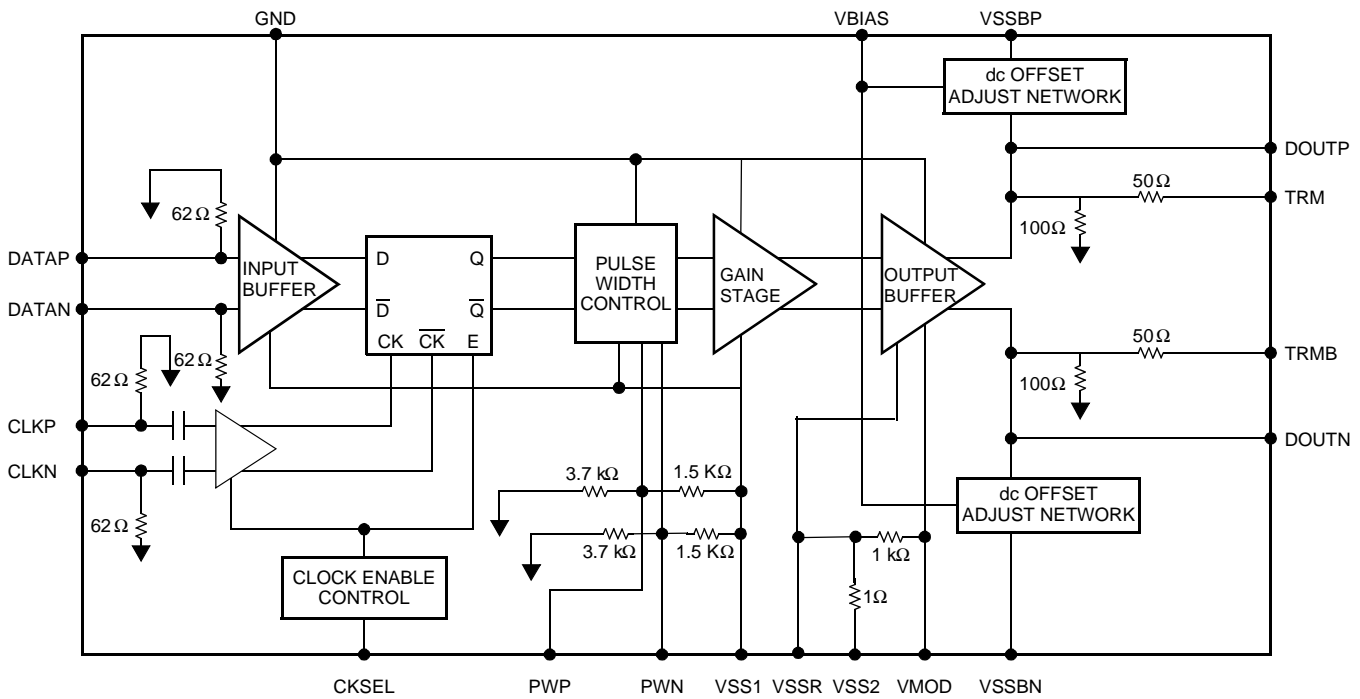 GND
VBIAS
VSSBP
dc OFFSET
ADJUST NETWORK
DOUTP
50Ω
TRM
100Ω
62Ω
DATAP
INPUT
BUFFER
D
Q
PULSE
WIDTH
CONTROL
GAIN
STAGE
OUTPUT
BUFFER
DATAN
D̅
Q̅
CK
C̅K̅
E
62Ω
62Ω
50Ω
TRMB
100Ω
CLKP
DOUTN
CLKN
3.7 kΩ
1.5 KΩ
dc OFFSET
ADJUST NETWORK
62Ω
3.7 kΩ
1.5 KΩ
1 kΩ
CLOCK ENABLE
CONTROL
1Ω
CKSEL
PWP
PWN
VSS1
VSSR
VSS2
VMOD
VSSBN